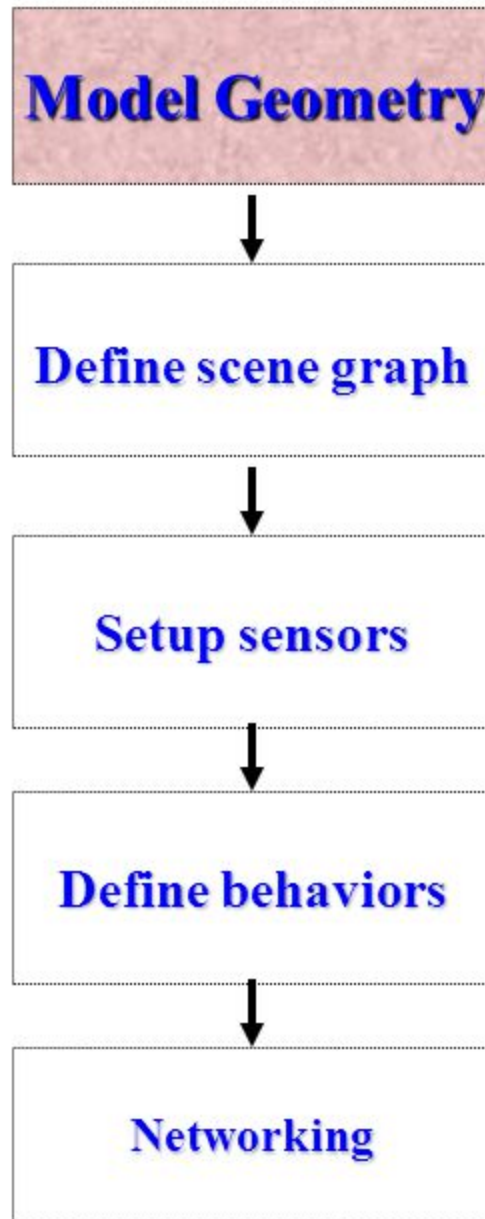 Model Geometry
Define scene graph
Setup sensors
Define behaviors
Networking